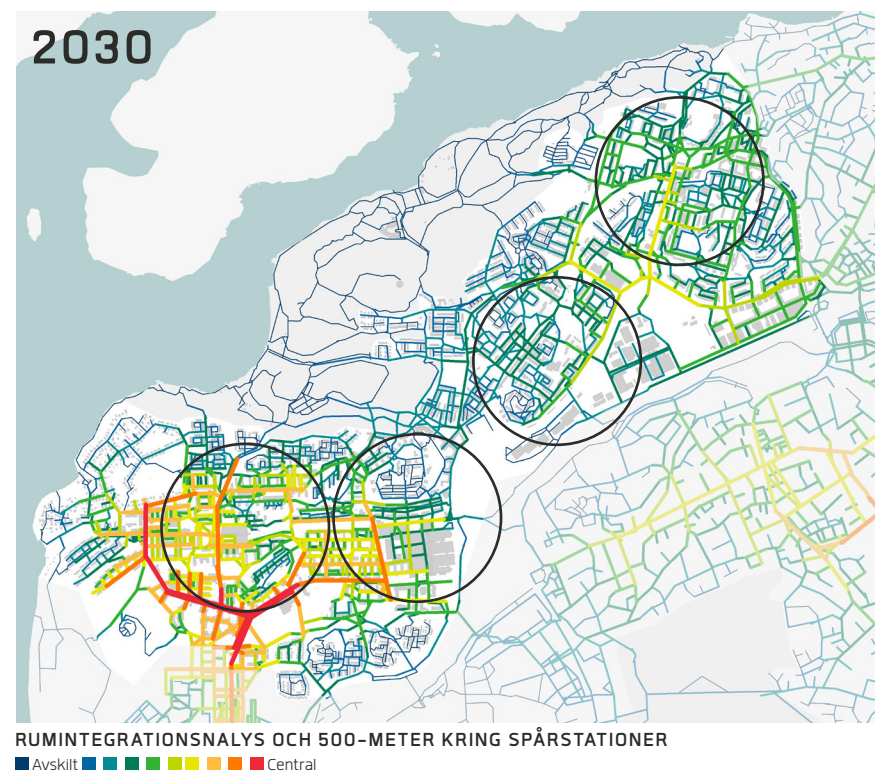 2030
RUMINTEGRATIONSNALYS OCH 500-METER KRING SPÅRSTATIONER
Avskilt Central